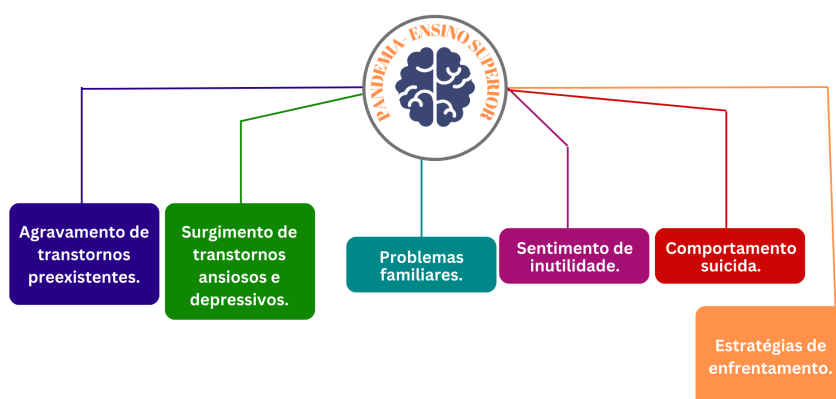 PANDEMIA- ENSINO SUPERIOR
Agravamento de
transtornos
preexistentes.
Surgimento de
transtornos
ansiosos e
depressivos.
Problemas
familiares.
Sentimento de
inutilidade.
Comportamento
suicida.
Estratégias de
enfrentamento.